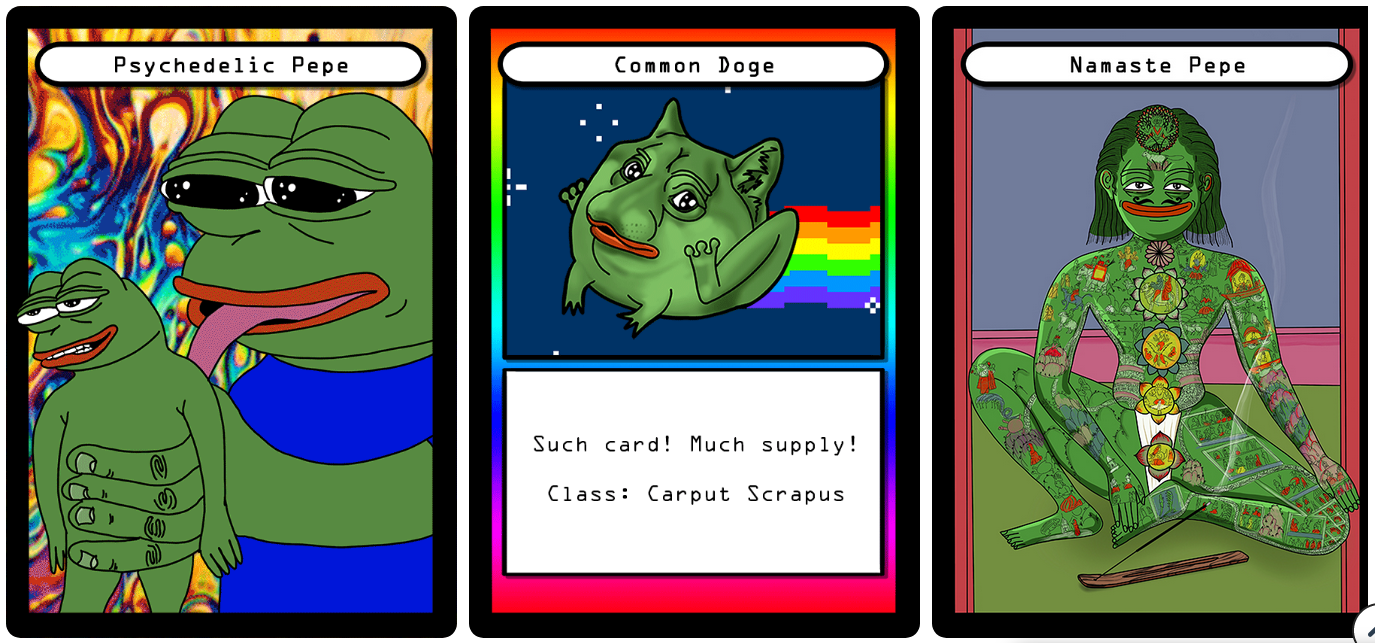 Psychedelic Pepe
Common Doge
Such card! Much supply!
Class: Carput Scrapus
Namaste Pepe